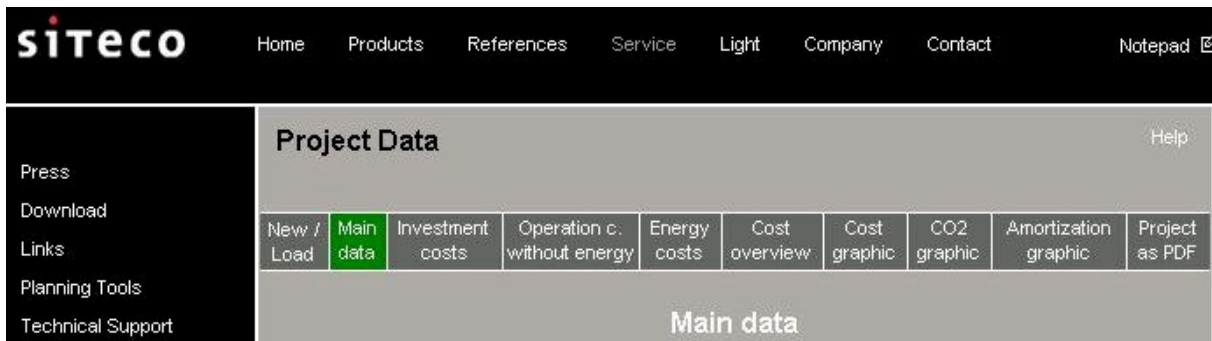 siteco
Home Products References Service Light Company Contact Notepad
Project Data
Help
Press
Download
Links
Planning Tools
Technical Support
New / Load
Main data
Investment costs
Operation c. without energy
Energy costs
Cost overview
Cost graphic
CO2 graphic
Amortization graphic
Project as PDF
Main data